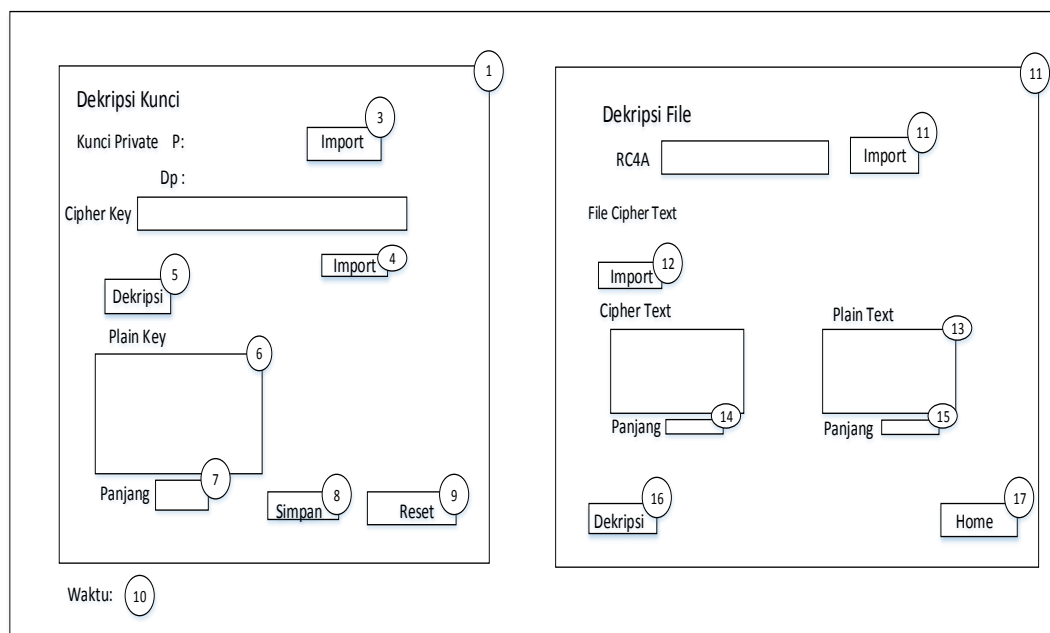 1
Dekripsi Kunci
3
Kunci Private P:
Import
Dp :
Cipher Key
Import
4
5
Dekripsi
Plain Key
6
7
Panjang
8
Simpan
9
Reset
Waktu:
10
11
Dekripsi File
11
RC4A
Import
File Cipher Text
12
Import
Cipher Text
Plain Text
13
14
Panjang
15
Panjang
16
Dekripsi
17
Home